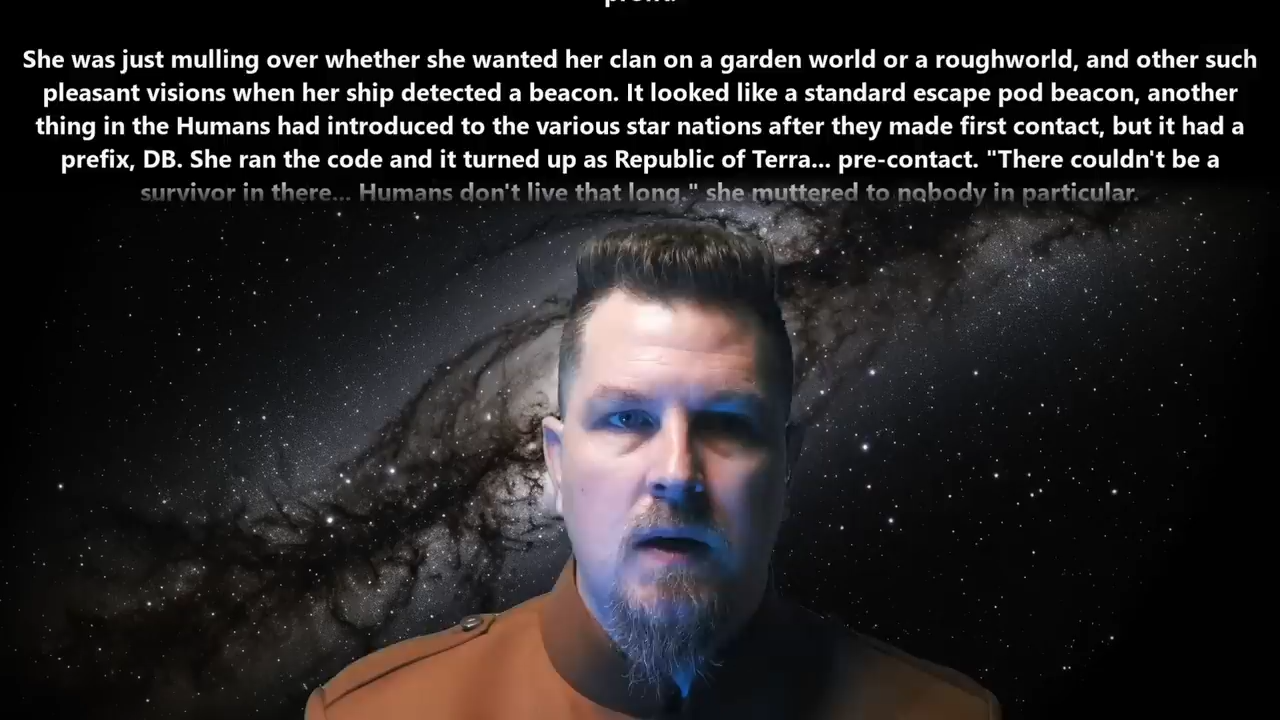 She was just mulling over whether she wanted her clan on a garden world or a roughworld, and other such
pleasant visions when her ship detected a beacon. It looked like a standard escape pod beacon, another
thing in the Humans had introduced to the various star nations after they made first contact, but it had a
prefix, DB. She ran the code and it turned up as Republic of Terra... pre-contact. "There couldn't be a
survivor in there... Humans don't live that long." she muttered to nobody in particular.